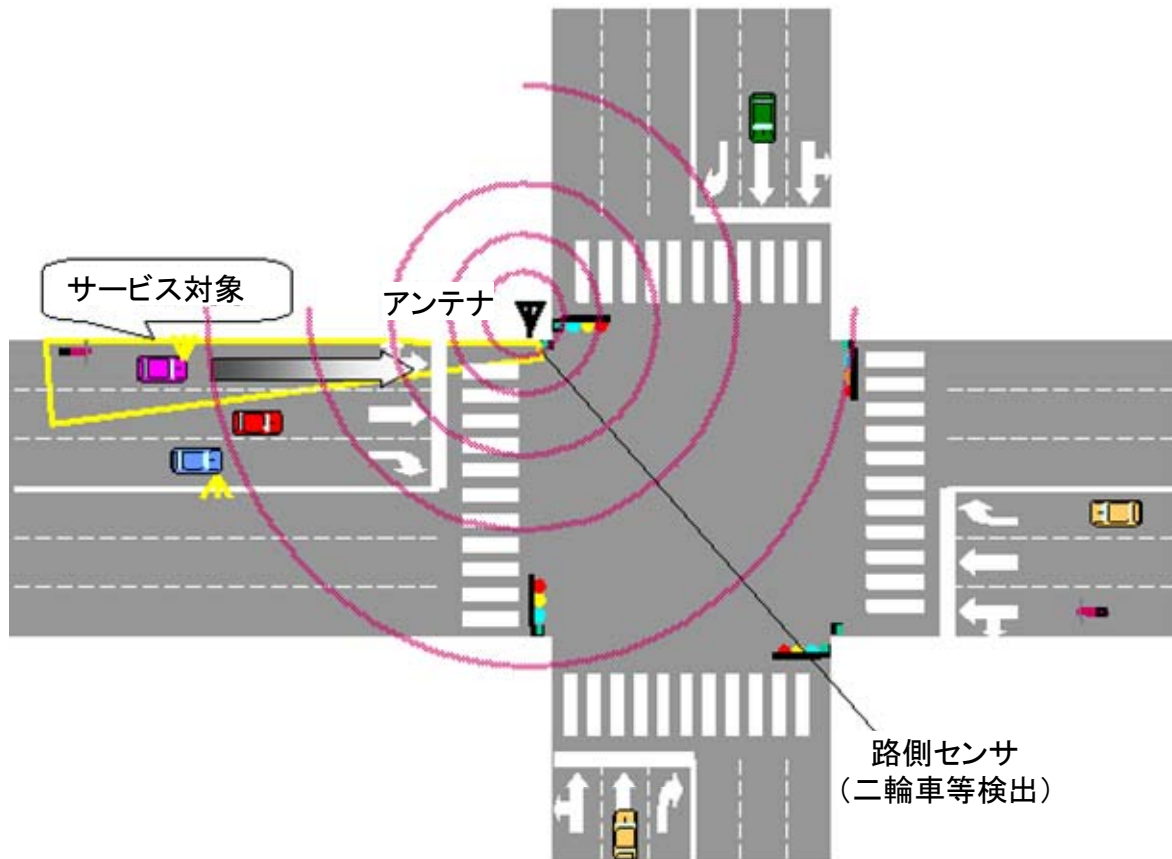 サービス対象
アンテナ
路側センサ
（二輪車等検出）